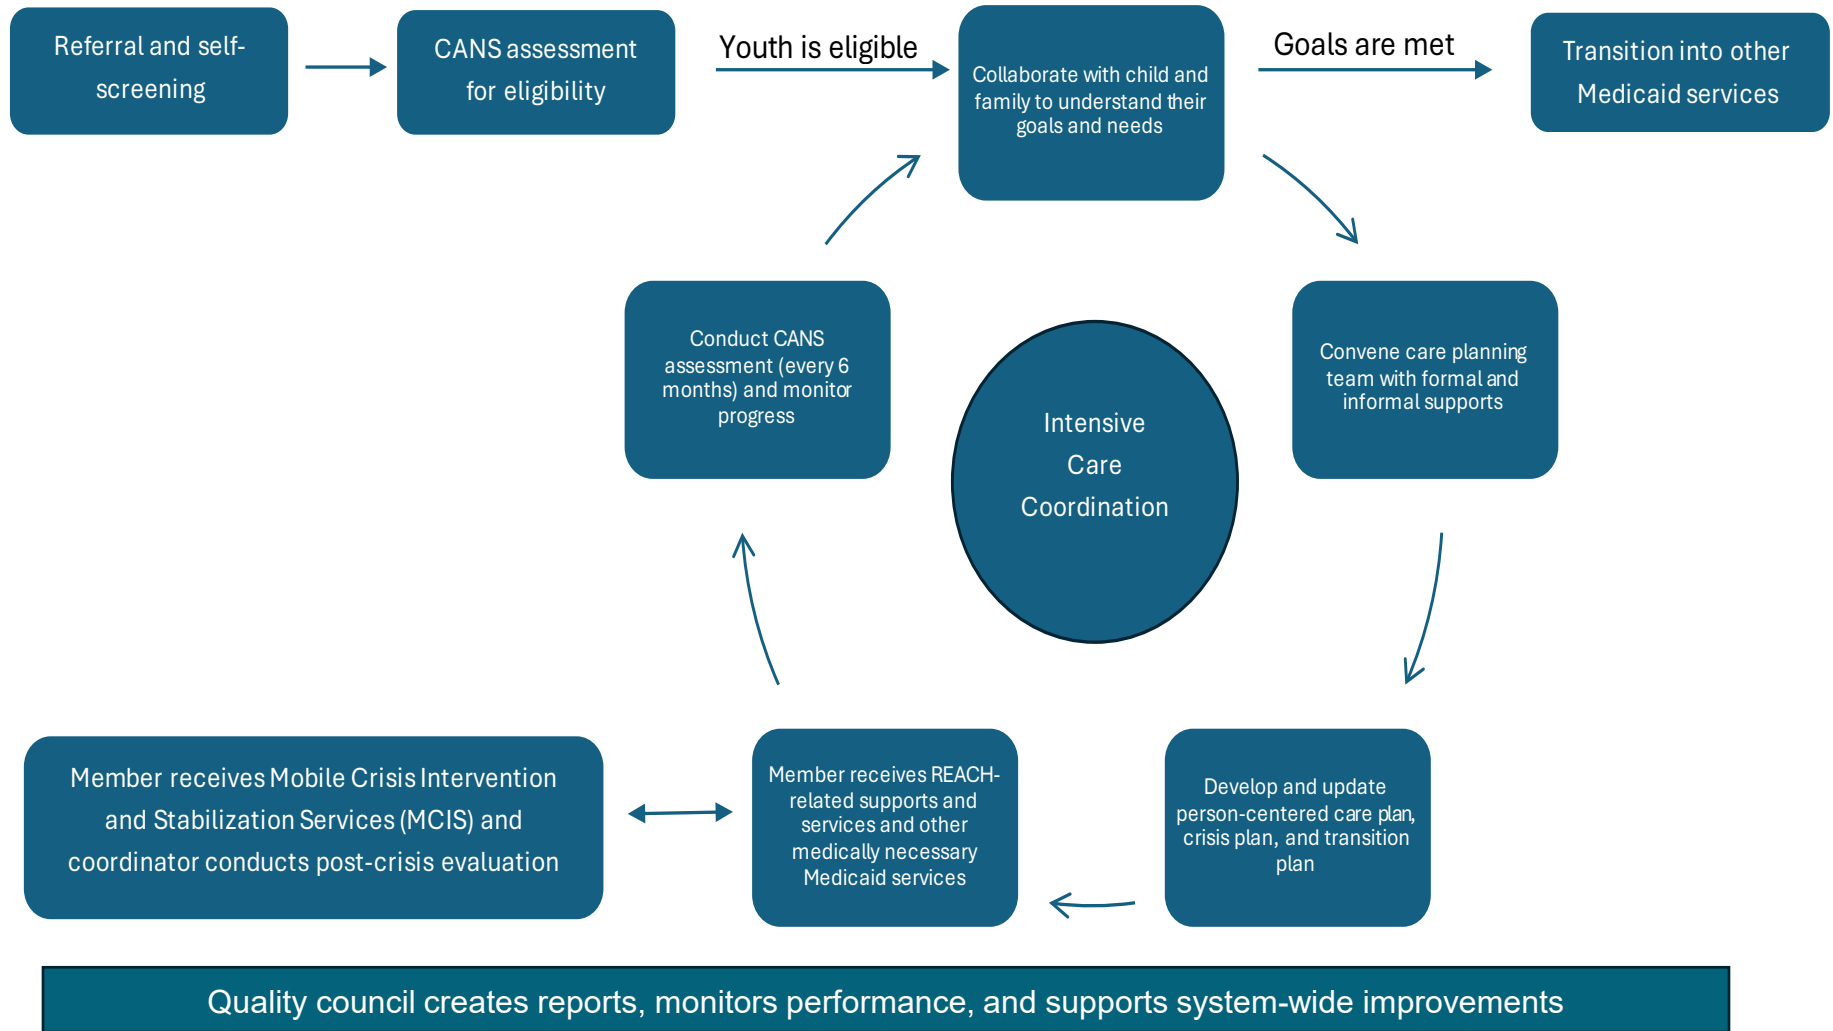 Referral and self-
screening
CANS assessment
for eligibility
Youth is eligible
Collaborate with child and
family to understand their
goals and needs
Goals are met
Transition into other
Medicaid services
Conduct CANS
assessment (every 6
months) and monitor
progress
Intensive
Care
Coordination
Convene care planning
team with formal and
informal supports
Member receives Mobile Crisis Intervention
and Stabilization Services (MCIS) and
coordinator conducts post-crisis evaluation
Member receives REACH-
related supports and
services and other
medically necessary
Medicaid services
Develop and update
person-centered care plan,
crisis plan, and transition
plan
Quality council creates reports, monitors performance, and supports system-wide improvements